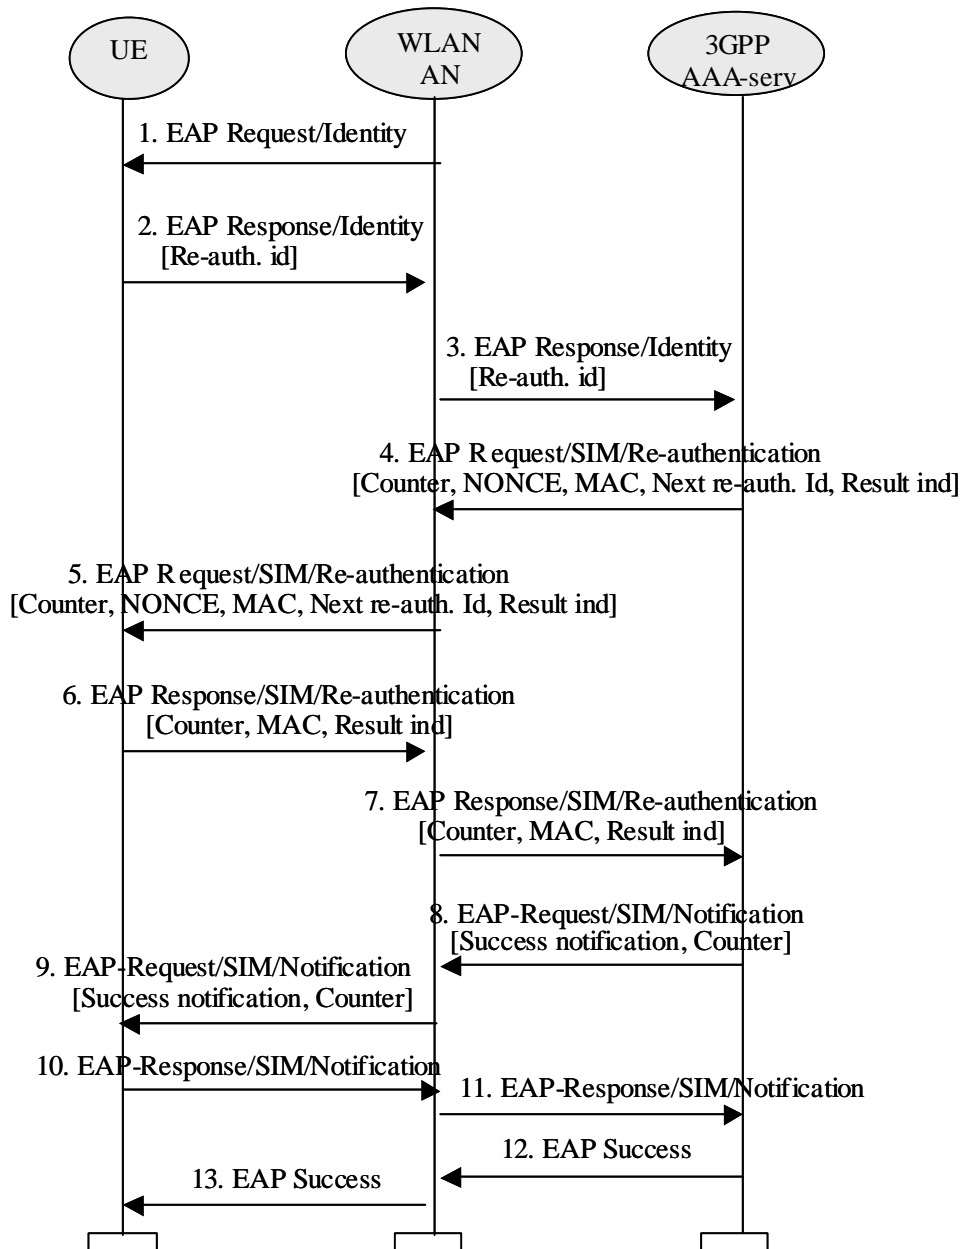 UE
WLAN
AN
3GPP
AAA-serv
1. EAP Request/Identity
2. EAP Response/Identity
[Re-auth. id]
3. EAP Response/Identity
[Re-auth. id]
4. EAP Request/SIM/Re-authentication
[Counter, NONCE, MAC, Next re-auth. Id, Result ind]
5. EAP Request/SIM/Re-authentication
[Counter, NONCE, MAC, Next re-auth. Id, Result ind]
6. EAP Response/SIM/Re-authentication
[Counter, MAC, Result ind]
7. EAP Response/SIM/Re-authentication
[Counter, MAC, Result ind]
8. EAP-Request/SIM/Notification
[Success notification, Counter]
9. EAP-Request/SIM/Notification
[Success notification, Counter]
10. EAP-Response/SIM/Notification
11. EAP-Response/SIM/Notification
12. EAP Success
13. EAP Success